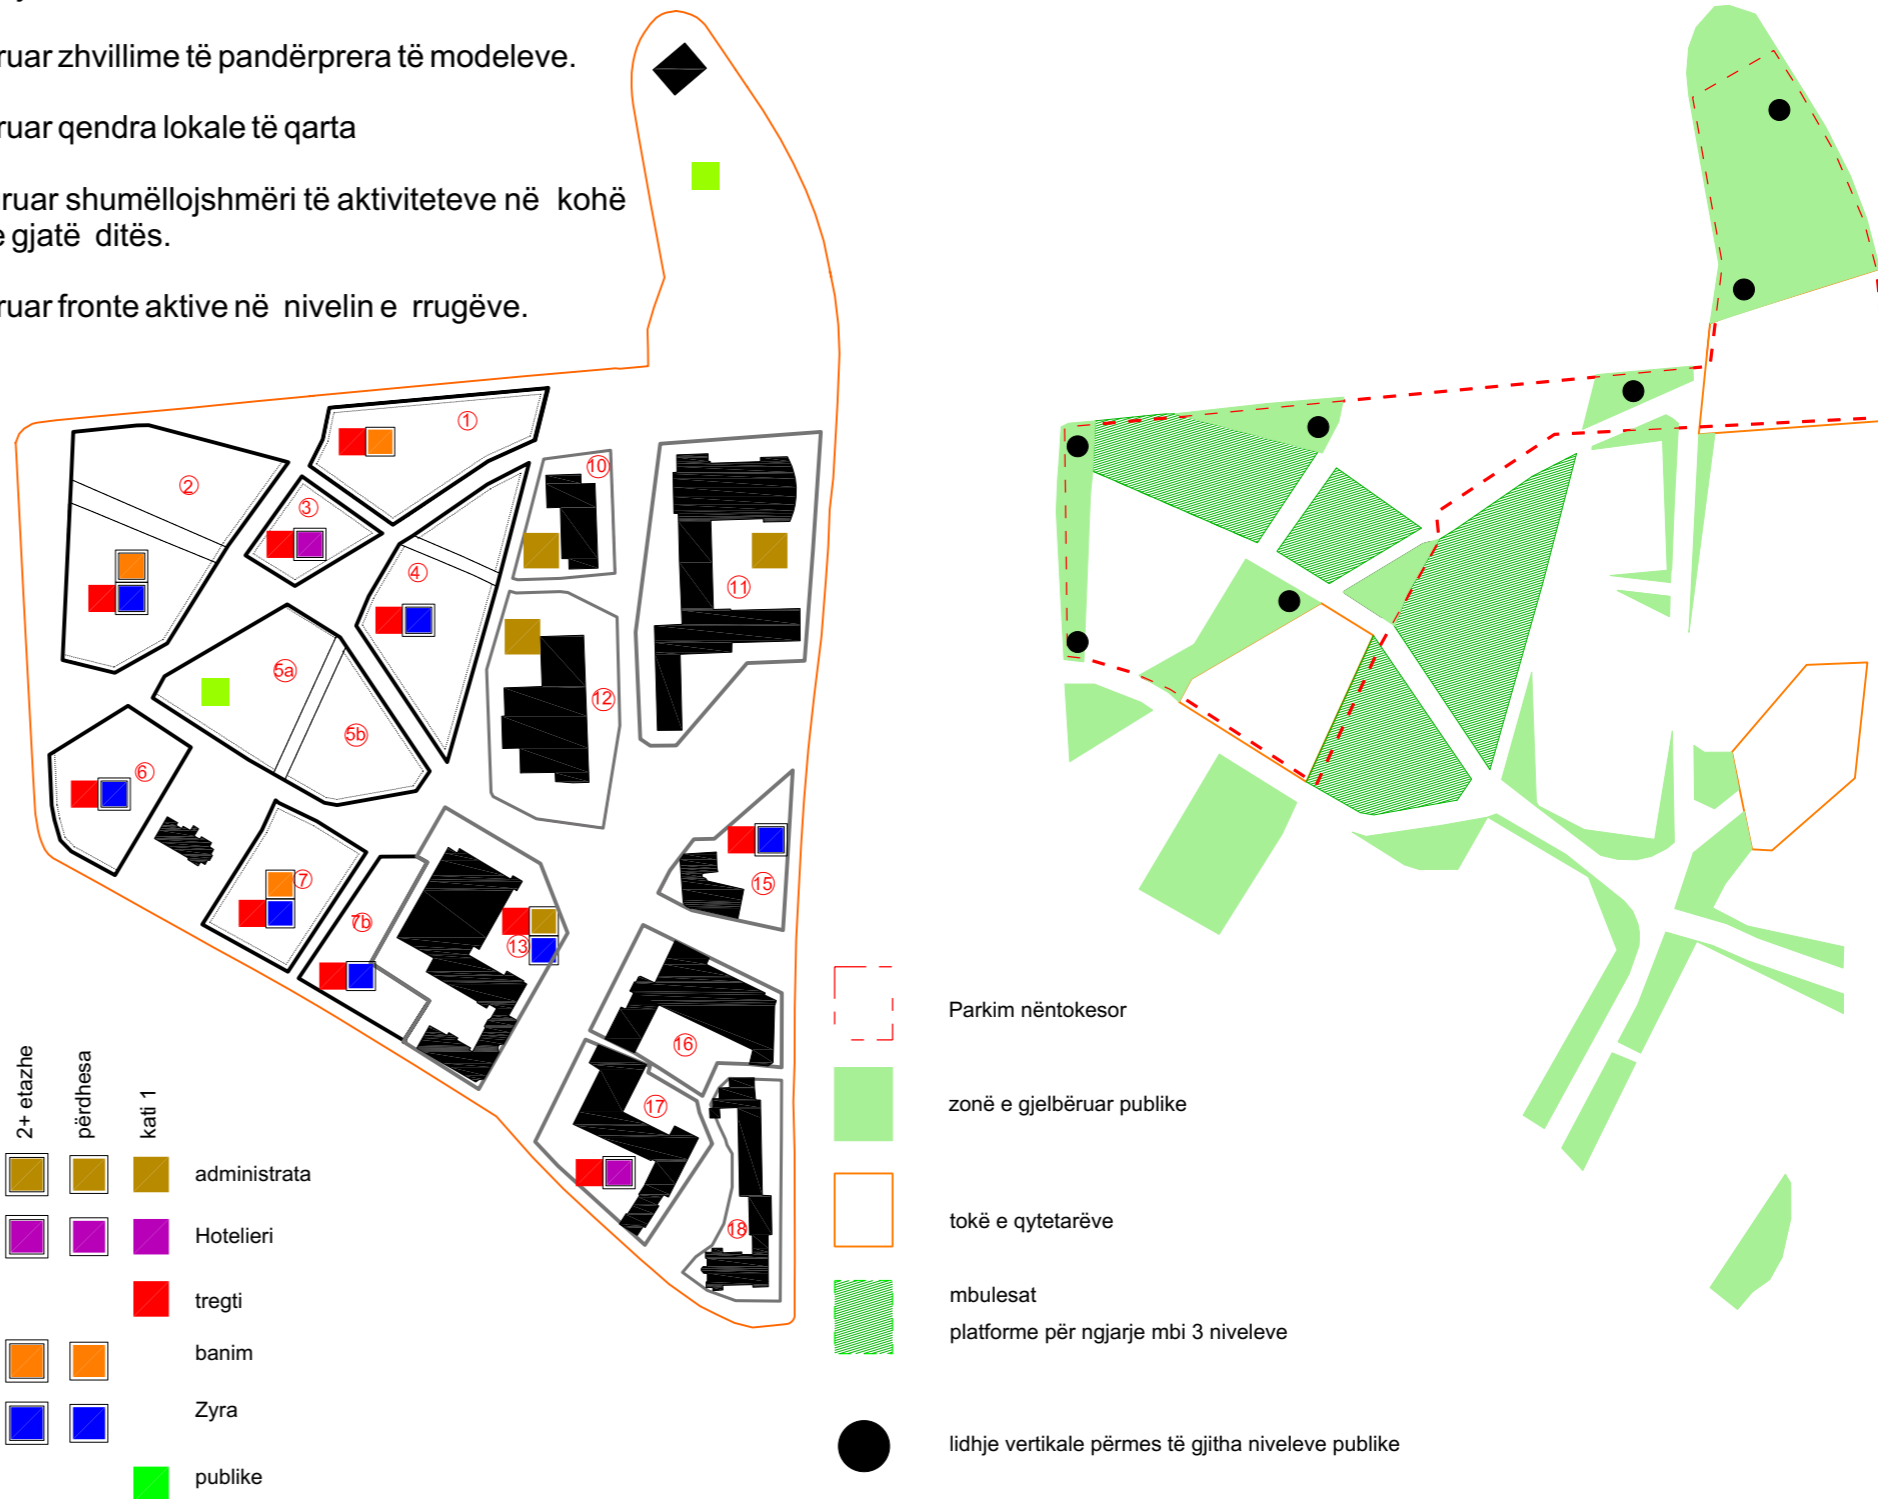 ruar zhvillime të pandërprera të modeleve.
ruar qendra lokale të qarta
ruar shumëllojshmëri të aktiviteteve në kohë
e gjatë ditës.
ruar fronte aktive në nivelin e rrugëve.
1
2
3
4
5a
5b
6
7
7b
10
11
12
13
15
16
17
18
2+ etazhe
përdhesa
kati 1
administrata
Hotelieri
tregti
banim
Zyra
publike
Parkim nëntokesor
zonë e gjelbëruar publike
tokë e qytetarëve
mbulesat
platforme për ngjarje mbi 3 niveleve
lidhje vertikale përmes të gjitha niveleve publike